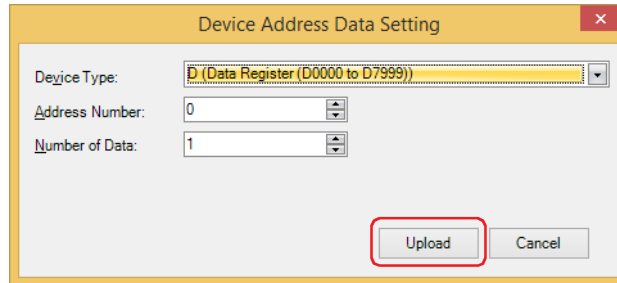 Device Address Data Setting
Device Type: D (Data Register (D0000 to D7999))
Address Number: 0
Number of Data: 1
Upload Cancel